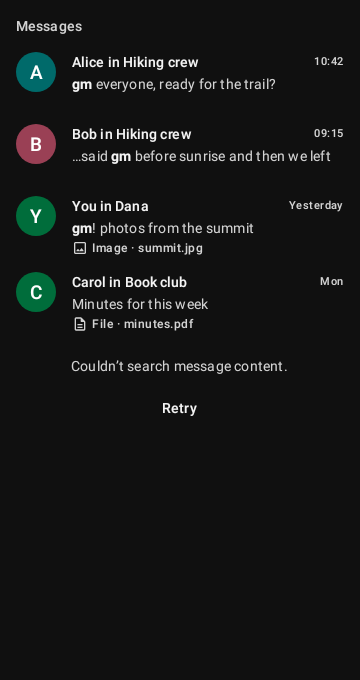 Messages
A
Alice in Hiking crew 10:42
gm everyone, ready for the trail?
B
Bob in Hiking crew 09:15
…said gm before sunrise and then we left
Y
You in Dana Yesterday
gm! photos from the summit
Image · summit.jpg
C
Carol in Book club Mon
Minutes for this week
File · minutes.pdf
Couldn’t search message content.
Retry